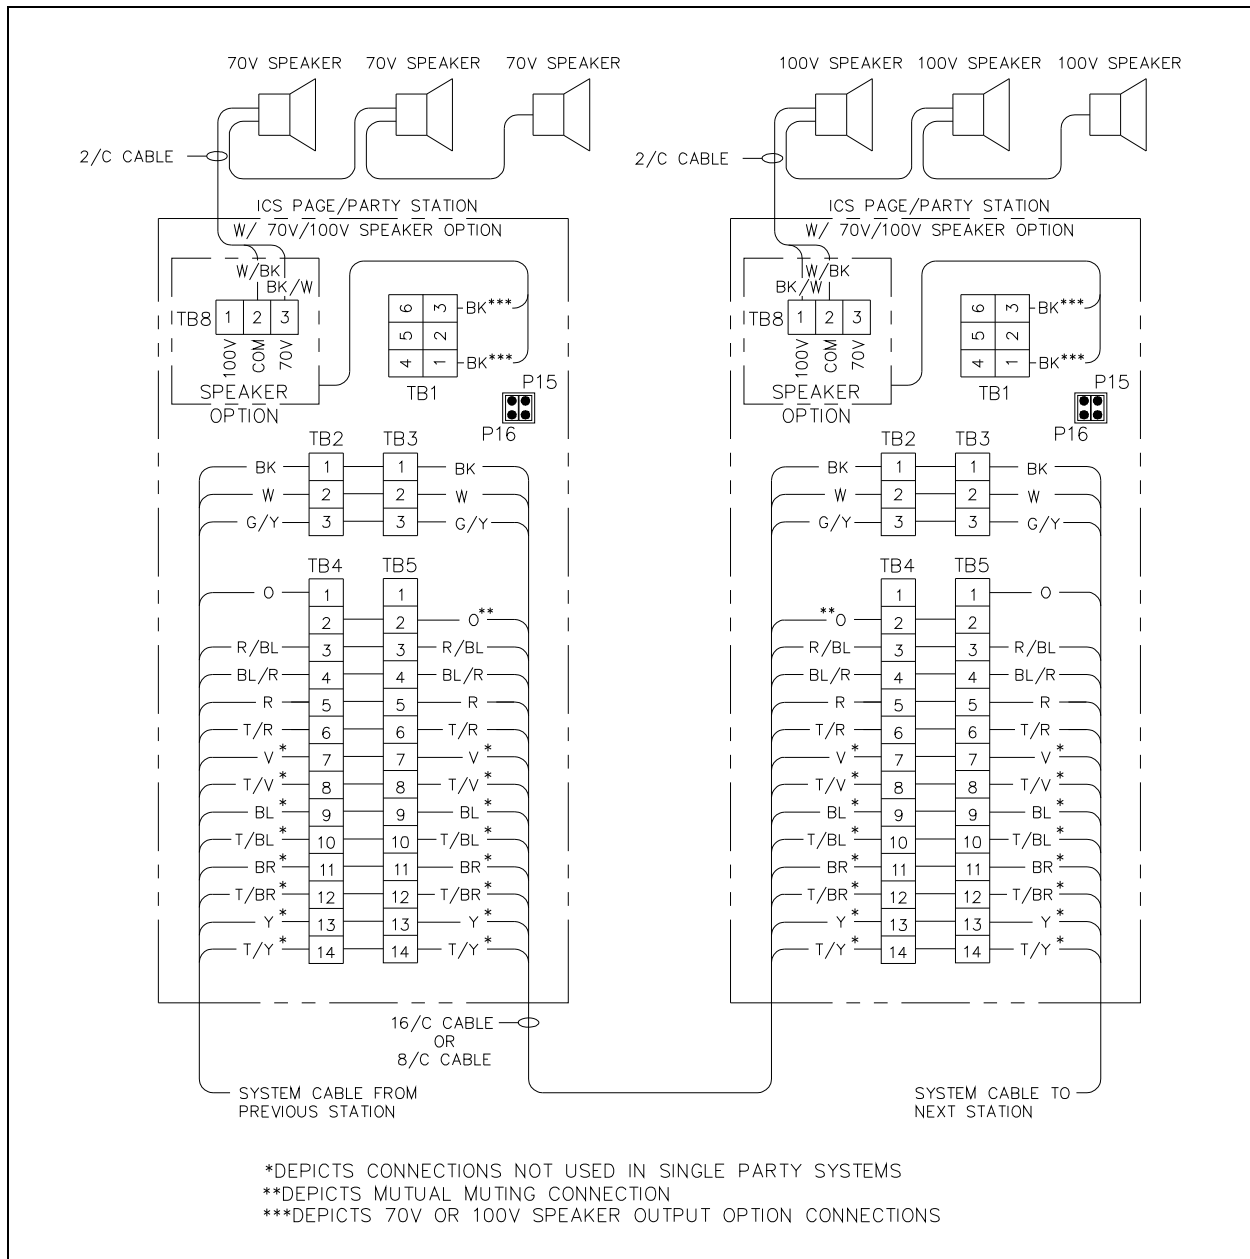 70V SPEAKER 70V SPEAKER 70V SPEAKER 100V SPEAKER 100V SPEAKER 100V SPEAKER
2/C CABLE 2/C CABLE
ICS PAGE/PARTY STATION
W/ 70V/100V SPEAKER OPTION
W/BK
BK/W
TB8 1 2 3
100V COM 70V
SPEAKER
OPTION
6 3 BK***
5 2
4 1 BK***
TB1
P15
P16
TB2 TB3
BK 1 1 BK
W 2 2 W
G/Y 3 3 G/Y
TB4 TB5
O 1 1
2 2 O**
R/BL 3 3 R/BL
BL/R 4 4 BL/R
R 5 5 R
T/R 6 6 T/R
V* 7 7 V*
T/V* 8 8 T/V*
BL* 9 9 BL*
T/BL* 10 10 T/BL*
BR* 11 11 BR*
T/BR* 12 12 T/BR*
Y* 13 13 Y*
T/Y* 14 14 T/Y*
16/C CABLE
OR
8/C CABLE
SYSTEM CABLE FROM
PREVIOUS STATION
ICS PAGE/PARTY STATION
W/ 70V/100V SPEAKER OPTION
W/BK
BK/W
TB8 1 2 3
100V COM 70V
SPEAKER
OPTION
6 3 BK***
5 2
4 1 BK***
TB1
P15
P16
TB2 TB3
BK 1 1 BK
W 2 2 W
G/Y 3 3 G/Y
TB4 TB5
1 1 O
**O 2 2
R/BL 3 3 R/BL
BL/R 4 4 BL/R
R 5 5 R
T/R 6 6 T/R
V* 7 7 V*
T/V* 8 8 T/V*
BL* 9 9 BL*
T/BL* 10 10 T/BL*
BR* 11 11 BR*
T/BR* 12 12 T/BR*
Y* 13 13 Y*
T/Y* 14 14 T/Y*
SYSTEM CABLE TO
NEXT STATION
*DEPICTS CONNECTIONS NOT USED IN SINGLE PARTY SYSTEMS
**DEPICTS MUTUAL MUTING CONNECTION
***DEPICTS 70V OR 100V SPEAKER OUTPUT OPTION CONNECTIONS